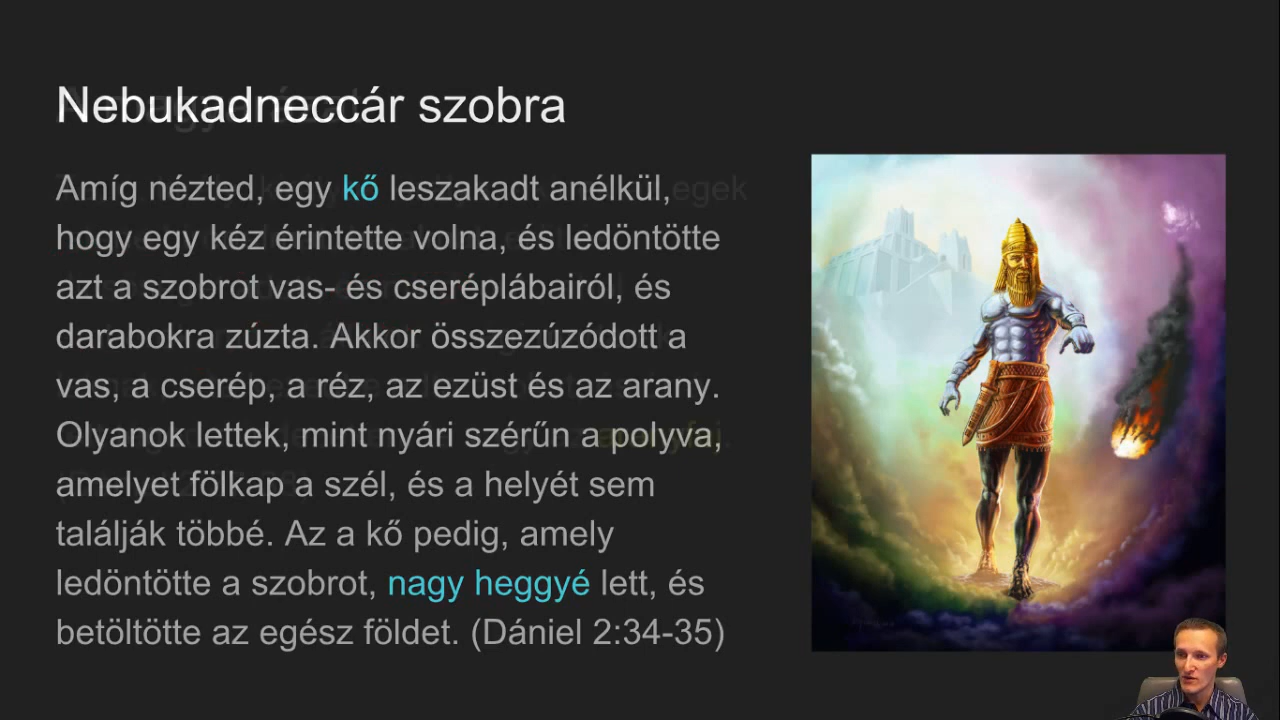 Nebukadneccár szobra
Amíg nézted, egy kő leszakadt anélkül,
hogy egy kéz érintette volna, és ledöntötte
azt a szobrot vas- és cseréplábairól, és
darabokra zúzta. Akkor összezúzódott a
vas, a cserép, a réz, az ezüst és az arany.
Olyanok lettek, mint nyári szérűn a polyva,
amelyet fölkap a szél, és a helyét sem
találják többé. Az a kő pedig, amely
ledöntötte a szobrot, nagy heggyé lett, és
betöltötte az egész földet. (Dániel 2:34-35)